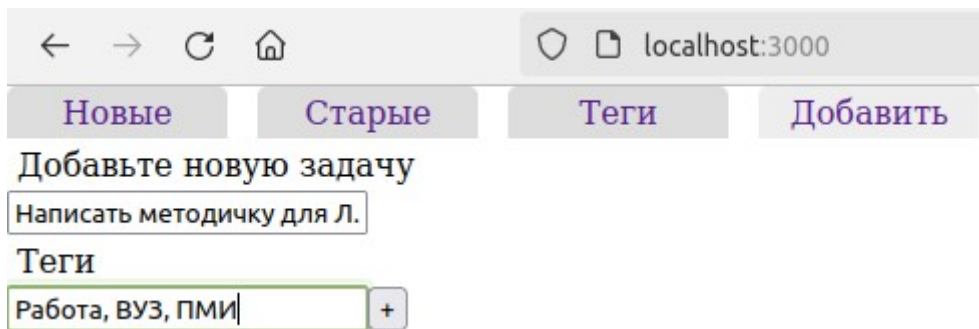 localhost:3000
Новые Старые Теги Добавить
Добавьте новую задачу
Написать методичку для Л.
Теги
Работа, ВУЗ, ПМИ +